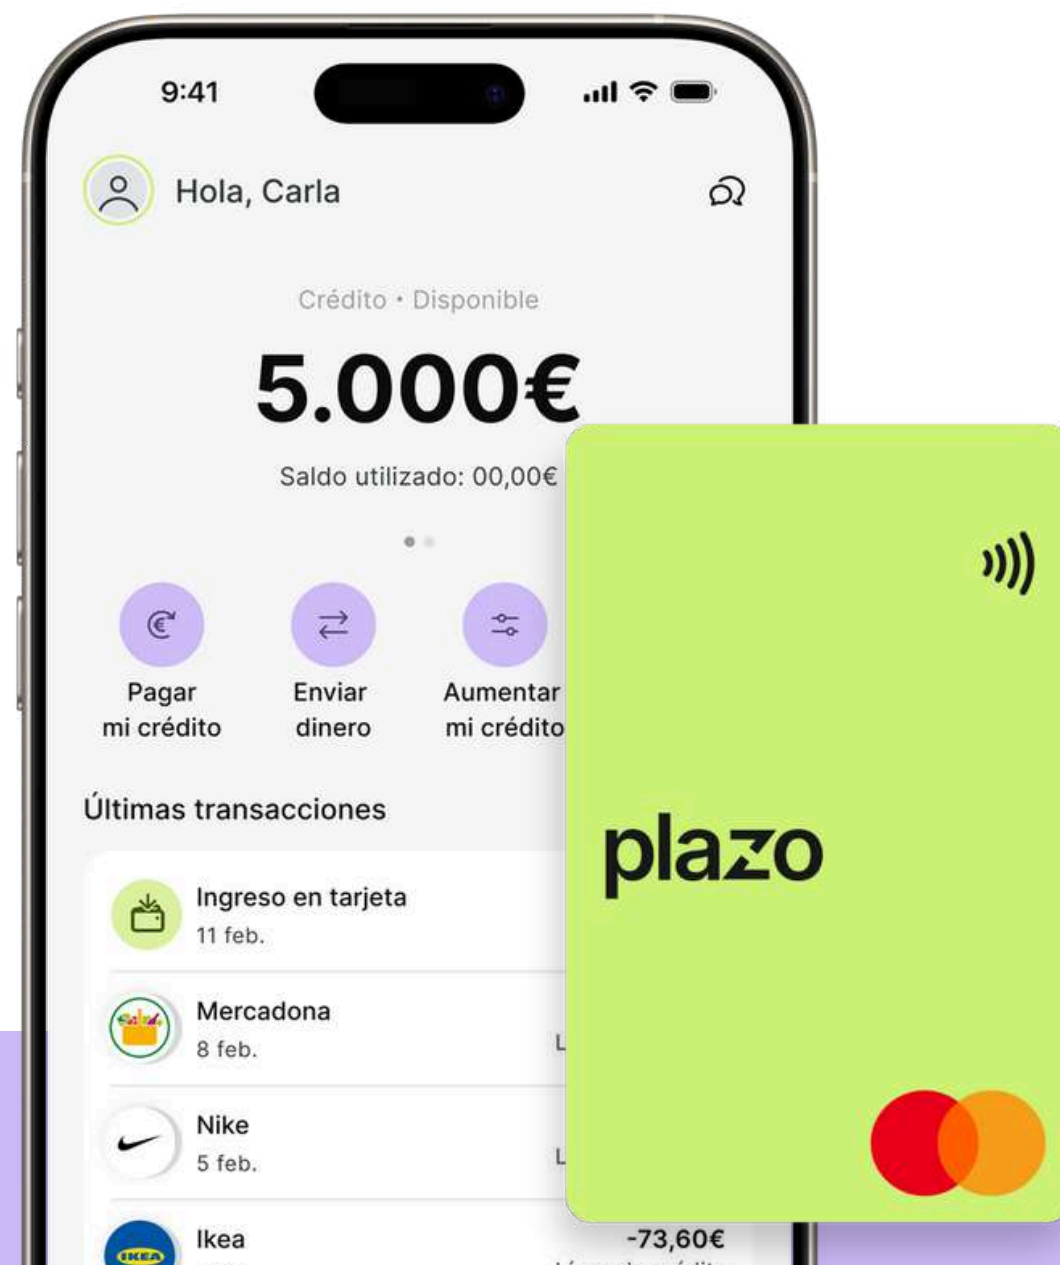 9:41
Hola, Carla
Crédito • Disponible
5.000€
Saldo utilizado: 00,00€
Pagar
mi crédito
Enviar
dinero
Aumentar
mi crédito
Últimas transacciones
Ingreso en tarjeta
11 feb.
Mercadona
8 feb.
Nike
5 feb.
Ikea
-73,60€
IKEA
plazo